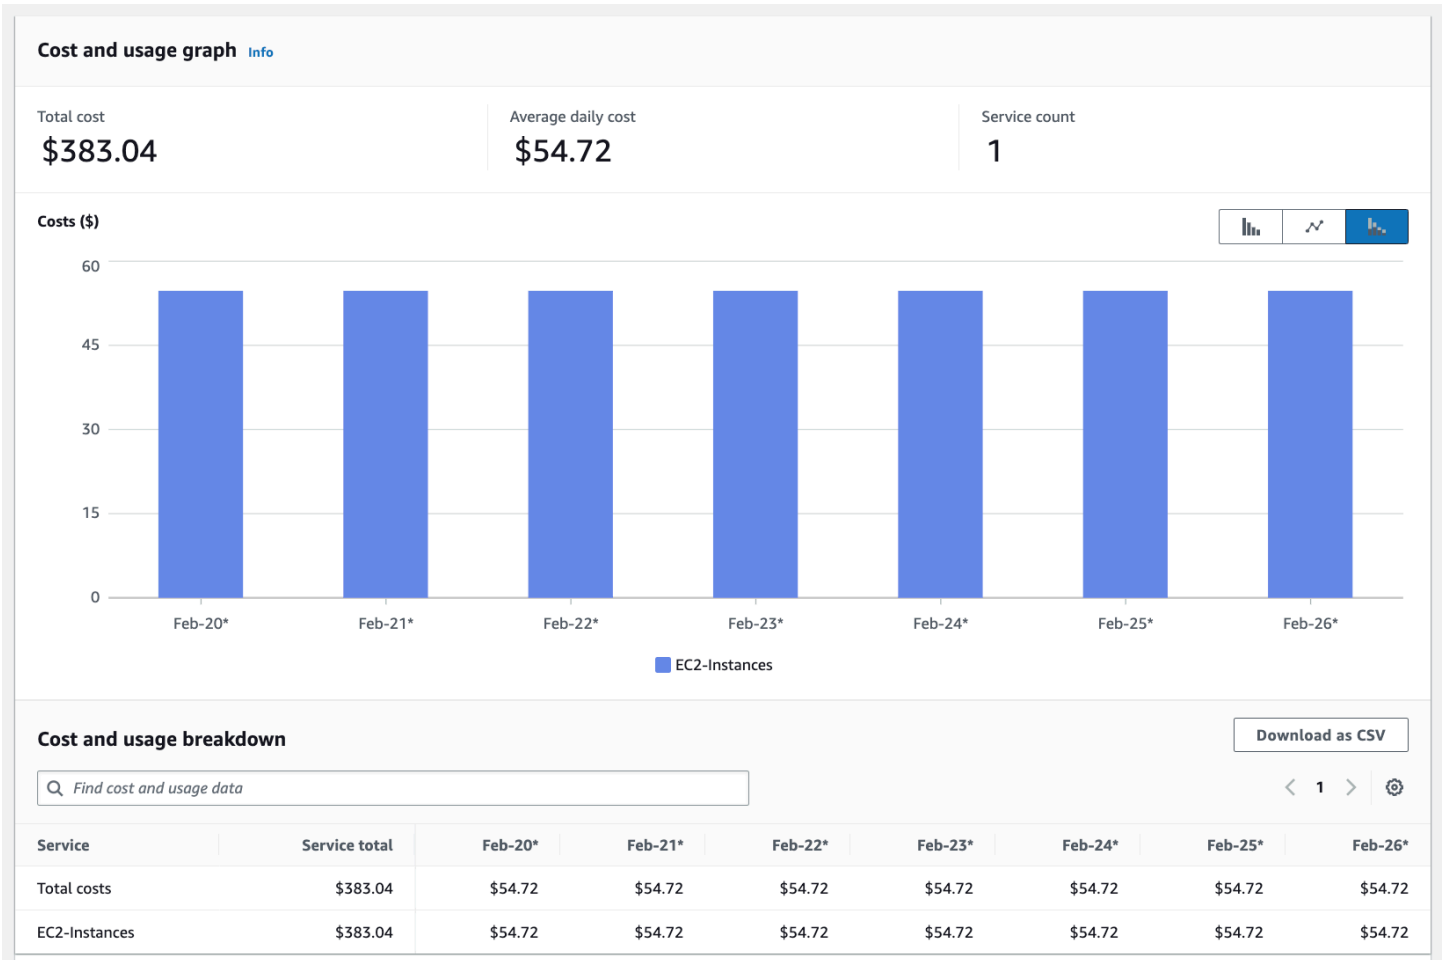 Cost and usage graph Info
Total cost Average daily cost Service count
$383.04 $54.72 1
Costs ($)
60
45
30
15
0
Feb-20* Feb-21* Feb-22* Feb-23* Feb-24* Feb-25* Feb-26*
EC2-Instances
Cost and usage breakdown Download as CSV
Find cost and usage data 1
Service Service total Feb-20* Feb-21* Feb-22* Feb-23* Feb-24* Feb-25* Feb-26*
Total costs $383.04 $54.72 $54.72 $54.72 $54.72 $54.72 $54.72 $54.72
EC2-Instances $383.04 $54.72 $54.72 $54.72 $54.72 $54.72 $54.72 $54.72